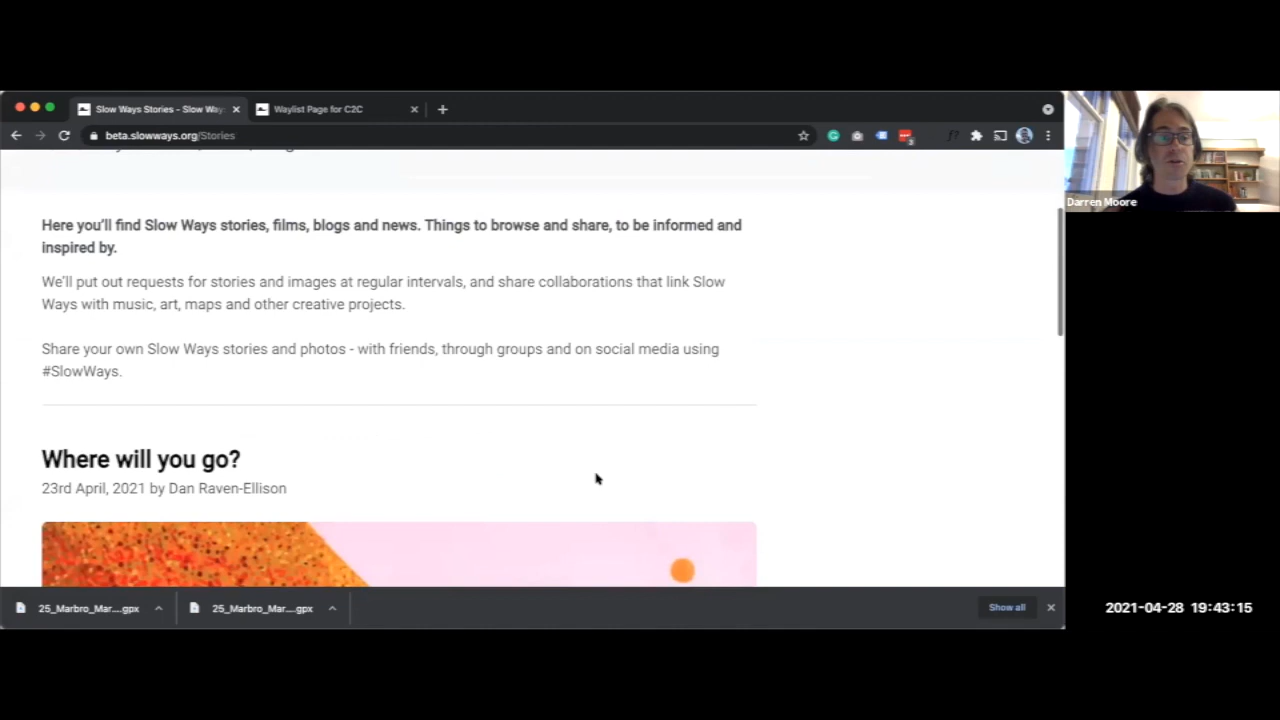 Slow Ways Stories - Slow Way
Waylist Page for C2C
beta.slowways.org/Stories
Darren Moore
Here you'll find Slow Ways stories, films, blogs and news. Things to browse and share, to be informed and
inspired by.
We'll put out requests for stories and images at regular intervals, and share collaborations that link Slow
Ways with music, art, maps and other creative projects.
Share your own Slow Ways stories and photos - with friends, through groups and on social media using
#SlowWays.
Where will you go?
23rd April, 2021 by Dan Raven-Ellison
25_Marbro_Mar....gpx
25_Marbro_Mar....gpx
Show all
2021-04-28 19:43:15